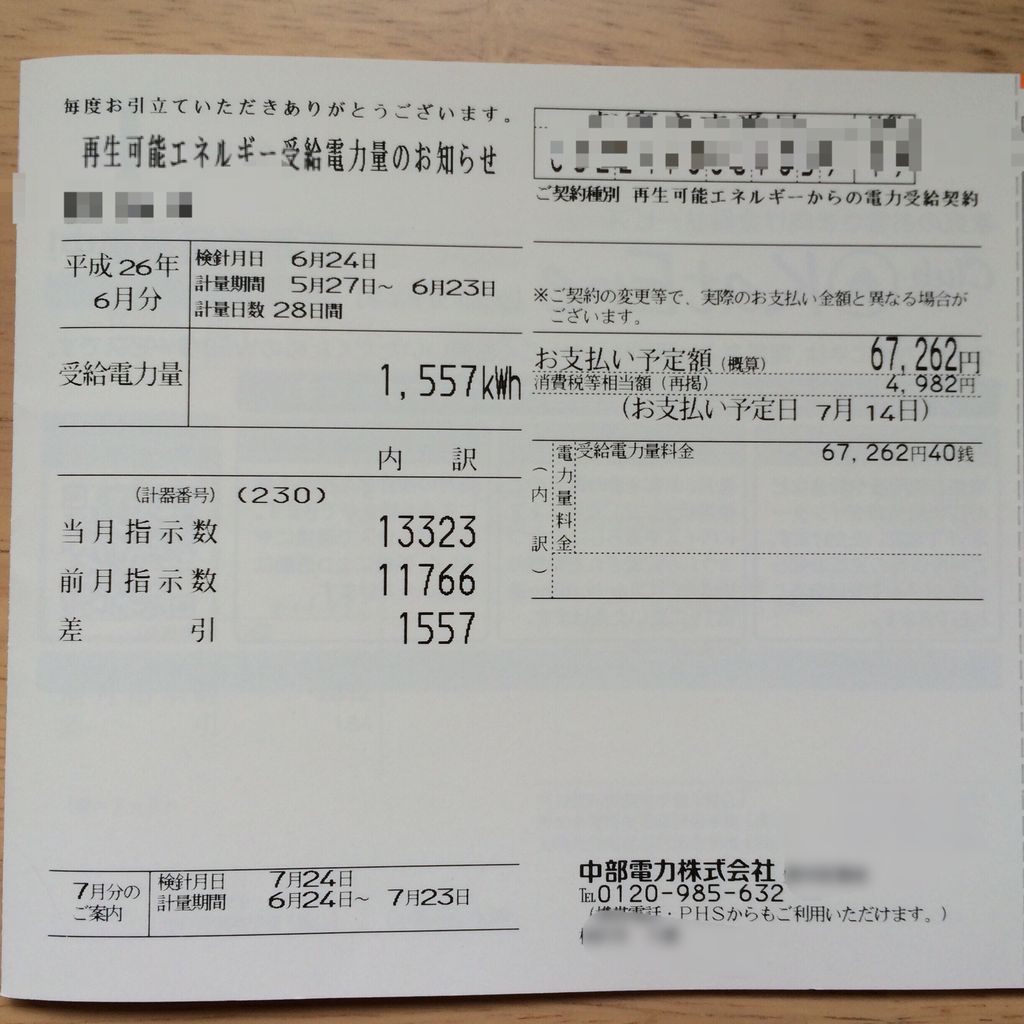 毎度お引立ていただきありがとうございます。
再生可能エネルギー受給電力量のお知らせ
平成26年
6月分
検針月日 6月24日
計量期間 5月27日～ 6月23日
計量日数 28日間
受給電力量 1,557kWh
内 訳
(計器番号) (230)
当月指示数 13323
前月指示数 11766
差引 1557
7月分の
ご案内
検針月日 7月24日
計量期間 6月24日～ 7月23日
ご契約種別 再生可能エネルギーからの電力受給契約
※ご契約の変更等で、実際のお支払い金額と異なる場合が
ございます。
お支払い予定額(概算) 67,262円
消費税等相当額(再掲) 4,982円
(お支払い予定日 7月14日)
(内訳)
電力量料金
受給電力量料金 67,262円40銭
中部電力株式会社
TEL0120-985-632
(携帯電話・PHSからもご利用いただけます。)